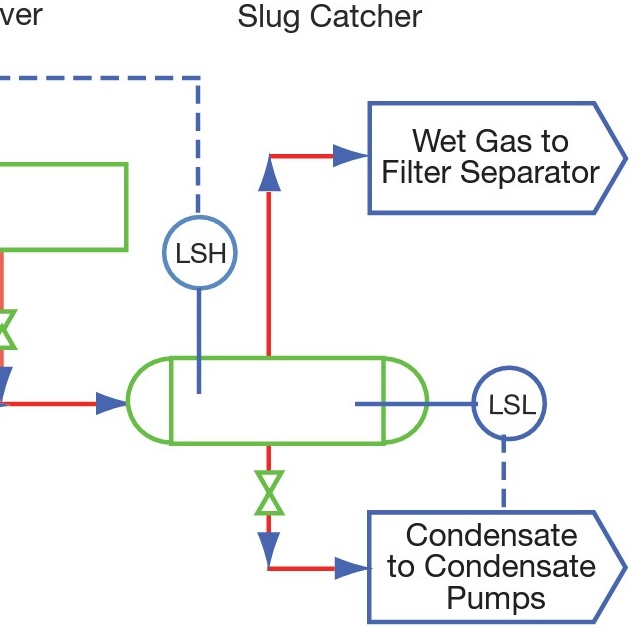 ver
Slug Catcher
Wet Gas to
Filter Separator
LSH
LSL
Condensate
to Condensate
Pumps